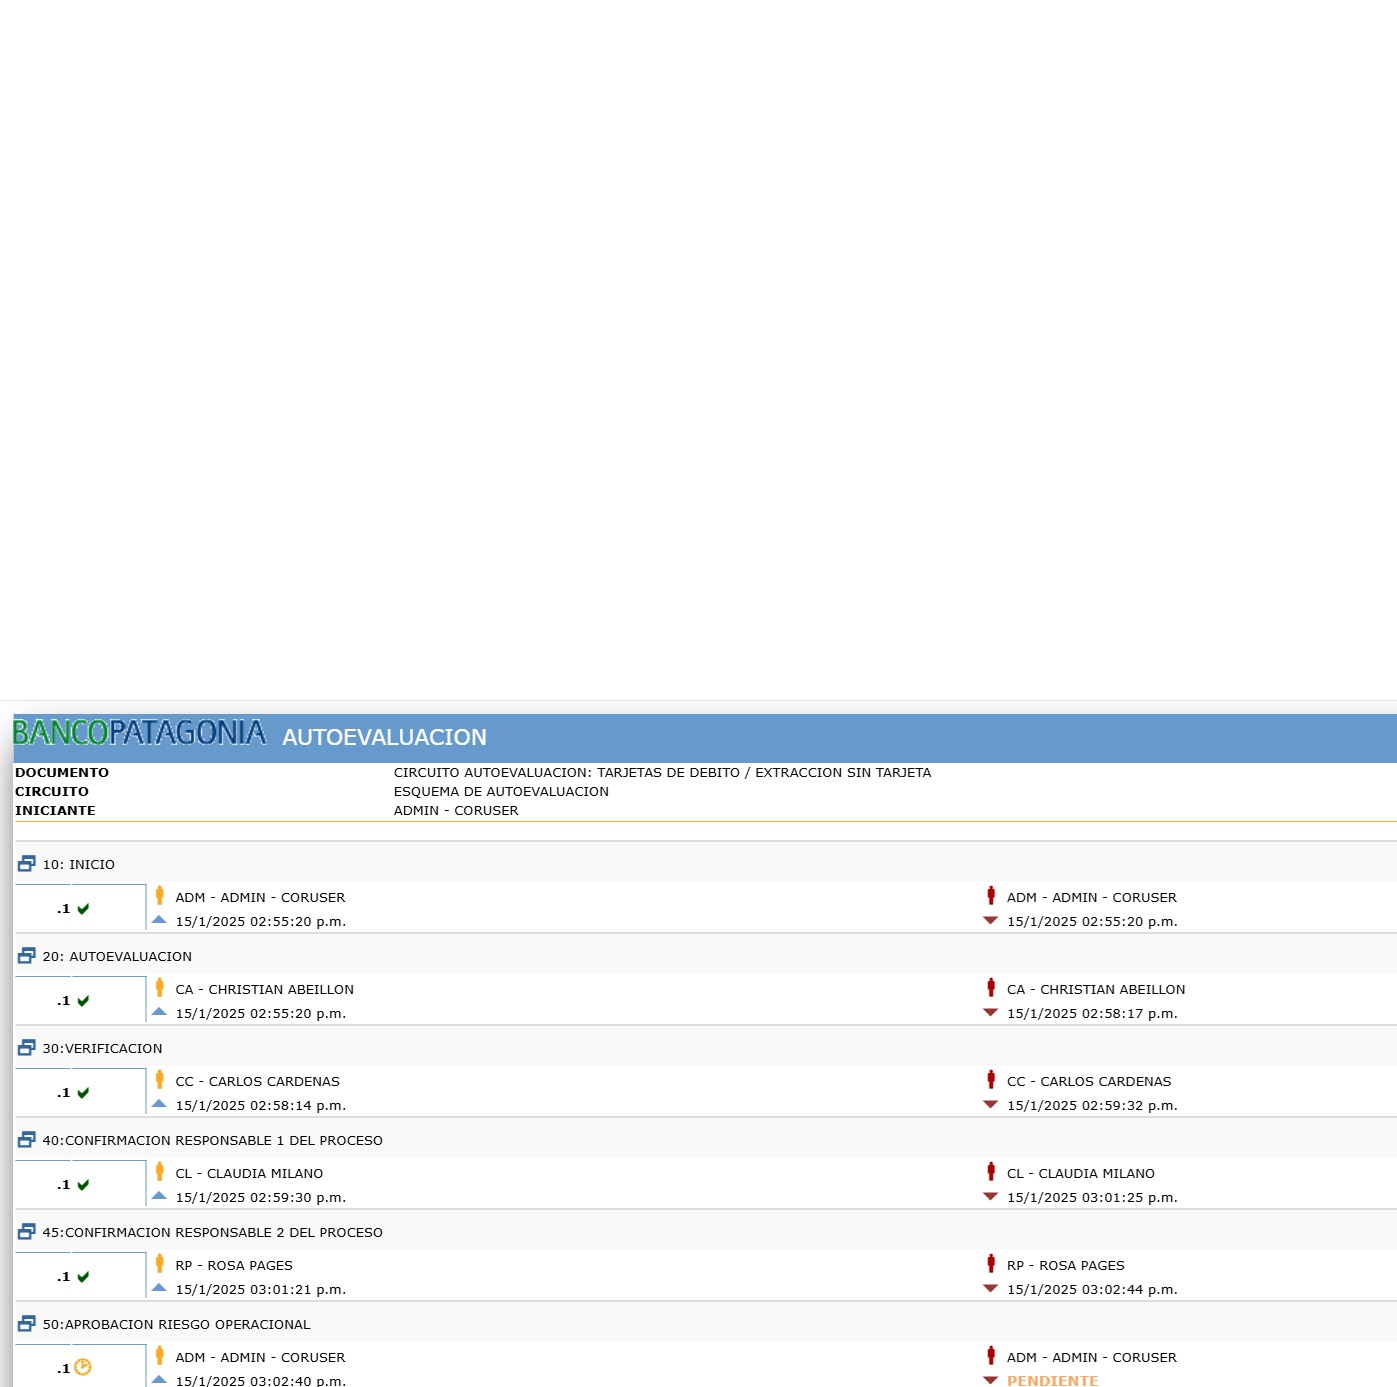 BANCOPATAGONIA AUTOEVALUACION
DOCUMENTO CIRCUITO AUTOEVALUACION: TARJETAS DE DEBITO / EXTRACCION SIN TARJETA
CIRCUITO ESQUEMA DE AUTOEVALUACION
INICIANTE ADMIN - CORUSER
10: INICIO
.1 ADM - ADMIN - CORUSER ADM - ADMIN - CORUSER
15/1/2025 02:55:20 p.m. 15/1/2025 02:55:20 p.m.
20: AUTOEVALUACION
.1 CA - CHRISTIAN ABEILLON CA - CHRISTIAN ABEILLON
15/1/2025 02:55:20 p.m. 15/1/2025 02:58:17 p.m.
30:VERIFICACION
.1 CC - CARLOS CARDENAS CC - CARLOS CARDENAS
15/1/2025 02:58:14 p.m. 15/1/2025 02:59:32 p.m.
40:CONFIRMACION RESPONSABLE 1 DEL PROCESO
.1 CL - CLAUDIA MILANO CL - CLAUDIA MILANO
15/1/2025 02:59:30 p.m. 15/1/2025 03:01:25 p.m.
45:CONFIRMACION RESPONSABLE 2 DEL PROCESO
.1 RP - ROSA PAGES RP - ROSA PAGES
15/1/2025 03:01:21 p.m. 15/1/2025 03:02:44 p.m.
50:APROBACION RIESGO OPERACIONAL
.1 ADM - ADMIN - CORUSER ADM - ADMIN - CORUSER
15/1/2025 03:02:40 p.m. PENDIENTE